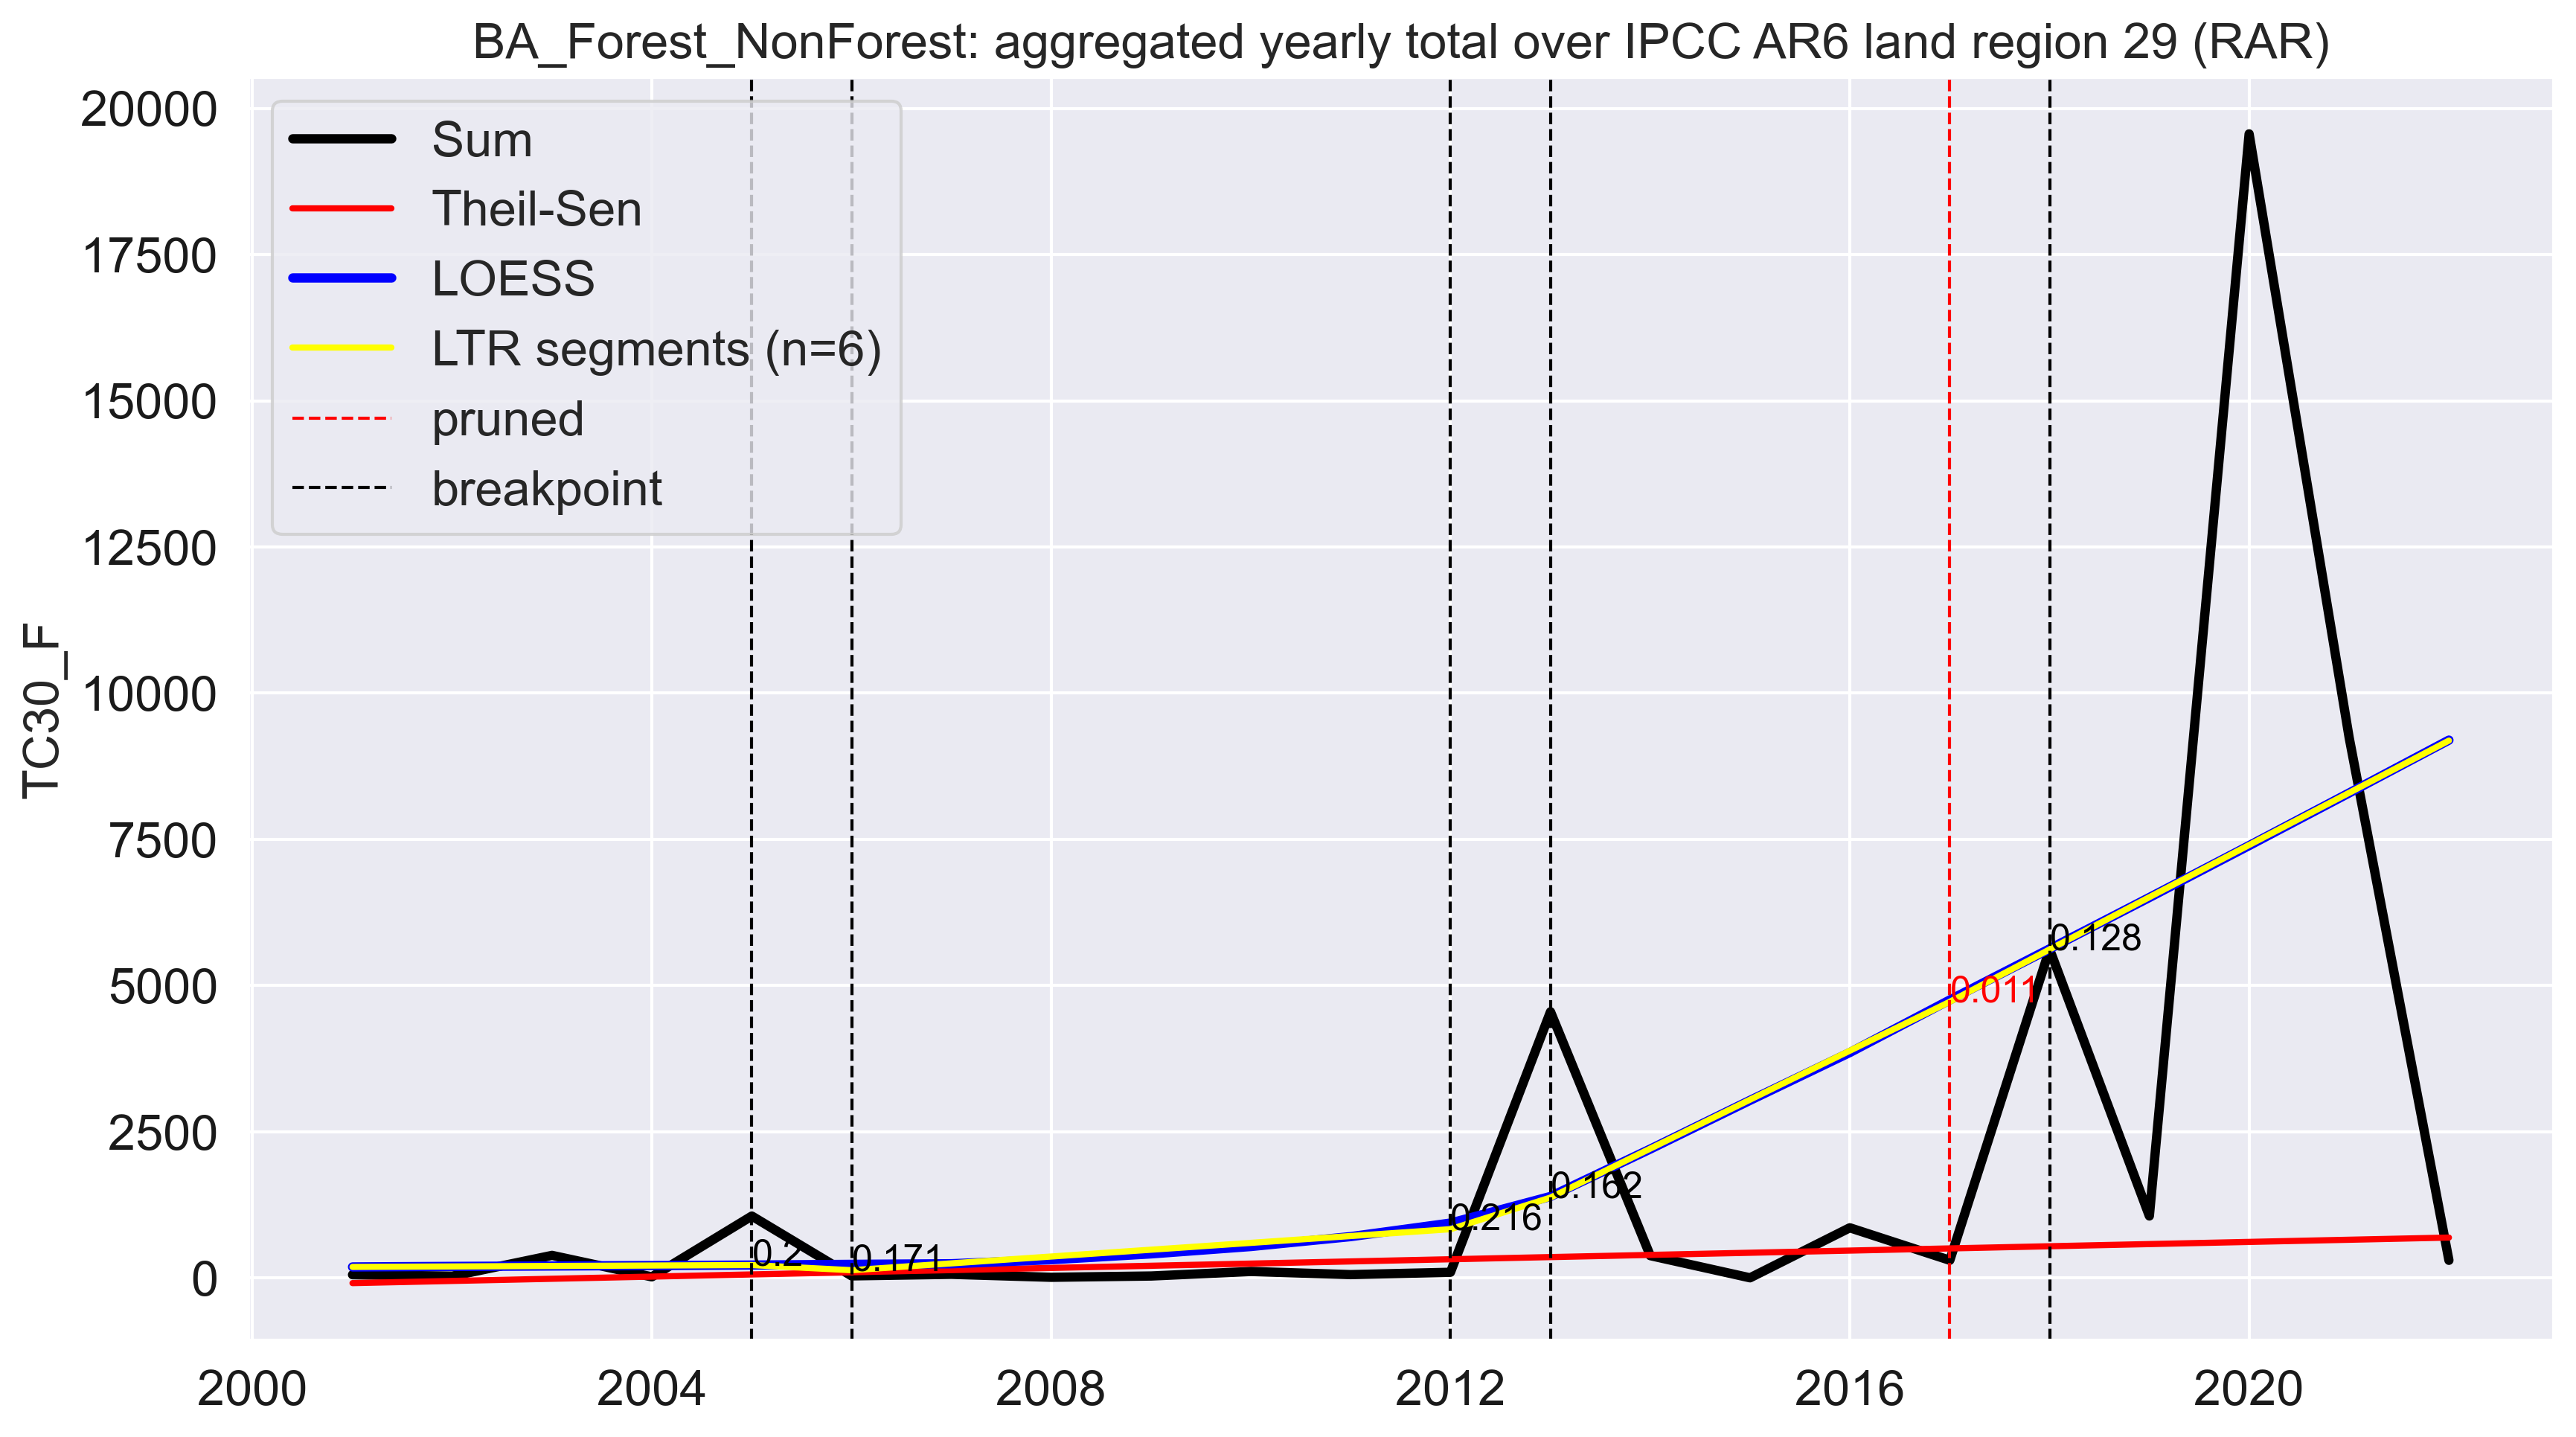 BA_Forest_NonForest: aggregated yearly total over IPCC AR6 land region 29 (RAR)
20000
17500
15000
12500
10000
7500
5000
2500
0
TC30_F
Sum
Theil-Sen
LOESS
LTR segments (n=6)
pruned
breakpoint
0.2
0.171
0.216
0.162
0.011
0.128
2000
2004
2008
2012
2016
2020